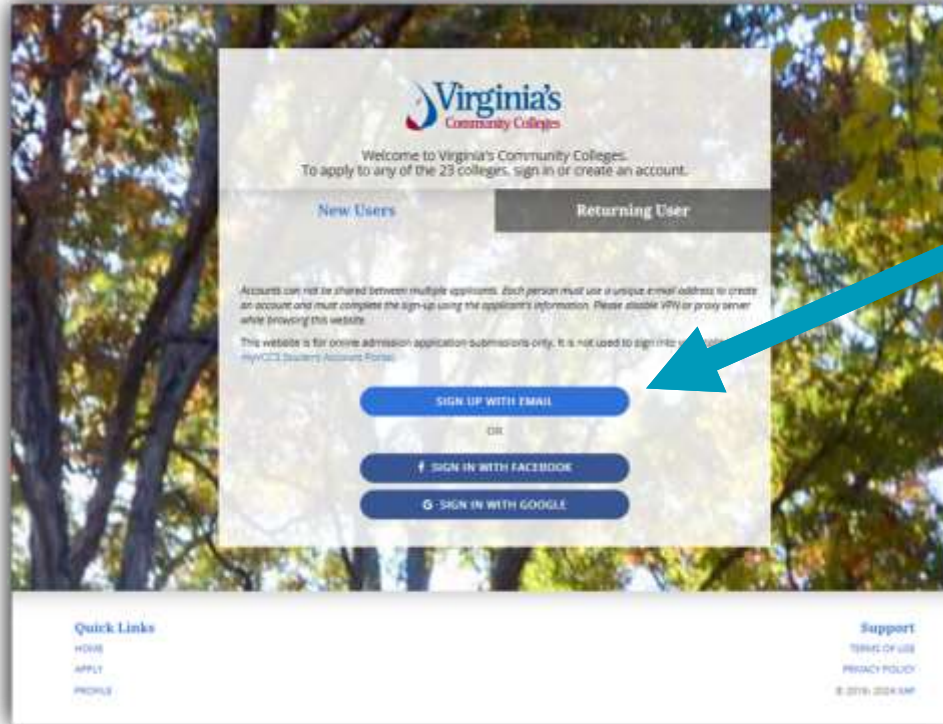 Virginia's
Community Colleges
Welcome to Virginia's Community Colleges.
To apply to any of the 23 colleges, sign in or create an account.
New Users
Returning User
Accounts can not be shared between multiple applicants. Each person must use a unique e-mail address to create
an account and must complete the sign-up using the applicant's information. Please disable VPN or proxy server
while browsing this website.
This website is for online admission application submissions only. It is not used to sign into
myVCCS Student Account Portal.
SIGN UP WITH EMAIL
OR
f SIGN IN WITH FACEBOOK
G SIGN IN WITH GOOGLE
Quick Links
HOME
APPLY
PROFILE
Support
TERMS OF USE
PRIVACY POLICY
© 2016-2024 XAP